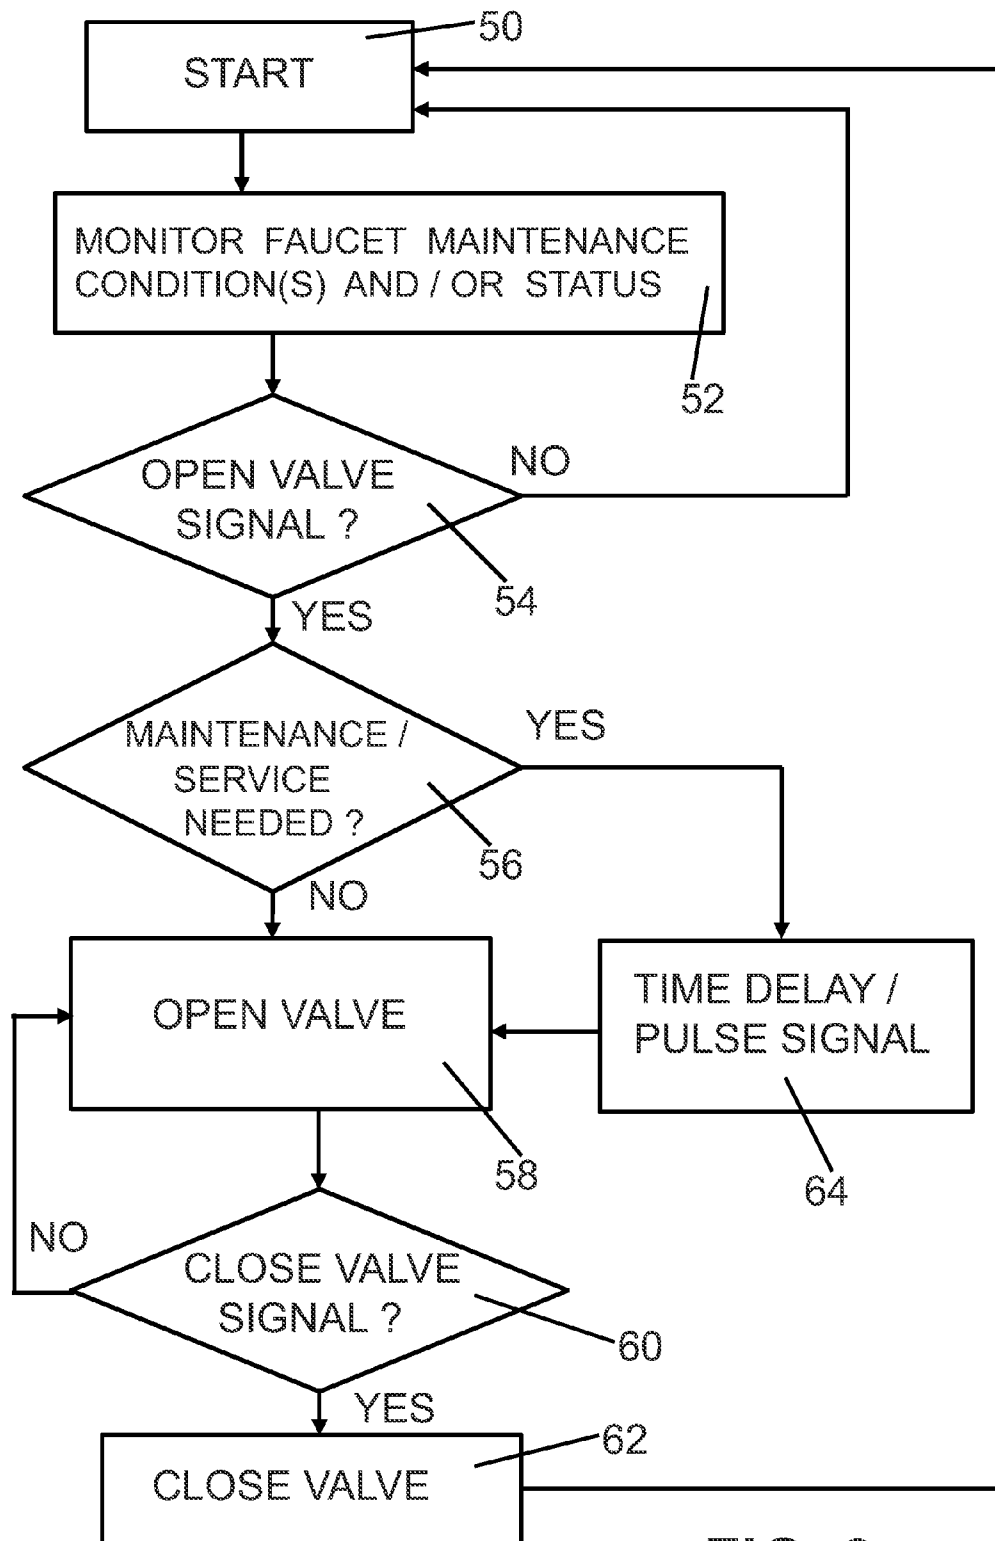 50
START
MONITOR FAUCET MAINTENANCE
CONDITION(S) AND / OR STATUS
52
OPEN VALVE
SIGNAL ?
NO
54
YES
MAINTENANCE /
SERVICE
NEEDED ?
YES
56
NO
OPEN VALVE
TIME DELAY /
PULSE SIGNAL
58
64
NO
CLOSE VALVE
SIGNAL ?
60
YES
62
CLOSE VALVE